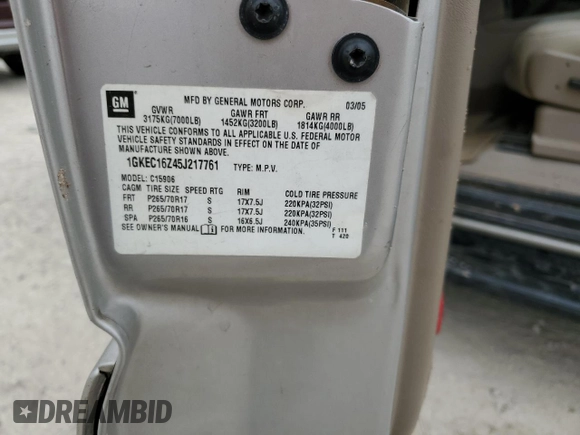 GM
MFD BY GENERAL MOTORS CORP. 03/05
GVWR GAWR FRT GAWR RR
3175KG(7000LB) 1452KG(3200LB) 1814KG(4000LB)
THIS VEHICLE CONFORMS TO ALL APPLICABLE U.S. FEDERAL MOTOR
VEHICLE SAFETY STANDARDS IN EFFECT ON THE DATE OF
MANUFACTURE SHOWN ABOVE.
1GKEC16Z45J217761 TYPE: M.P.V.
MODEL: C15906
CAGM TIRE SIZE SPEED RTG RIM COLD TIRE PRESSURE
FRT P265/70R17 S 17X7.5J 220KPA(32PSI)
RR P265/70R17 S 17X7.5J 220KPA(32PSI)
SPA P265/70R16 S 16X6.5J 240KPA(35PSI)
SEE OWNER'S MANUAL FOR MORE INFORMATION. F 111
T 420
DREAMBID